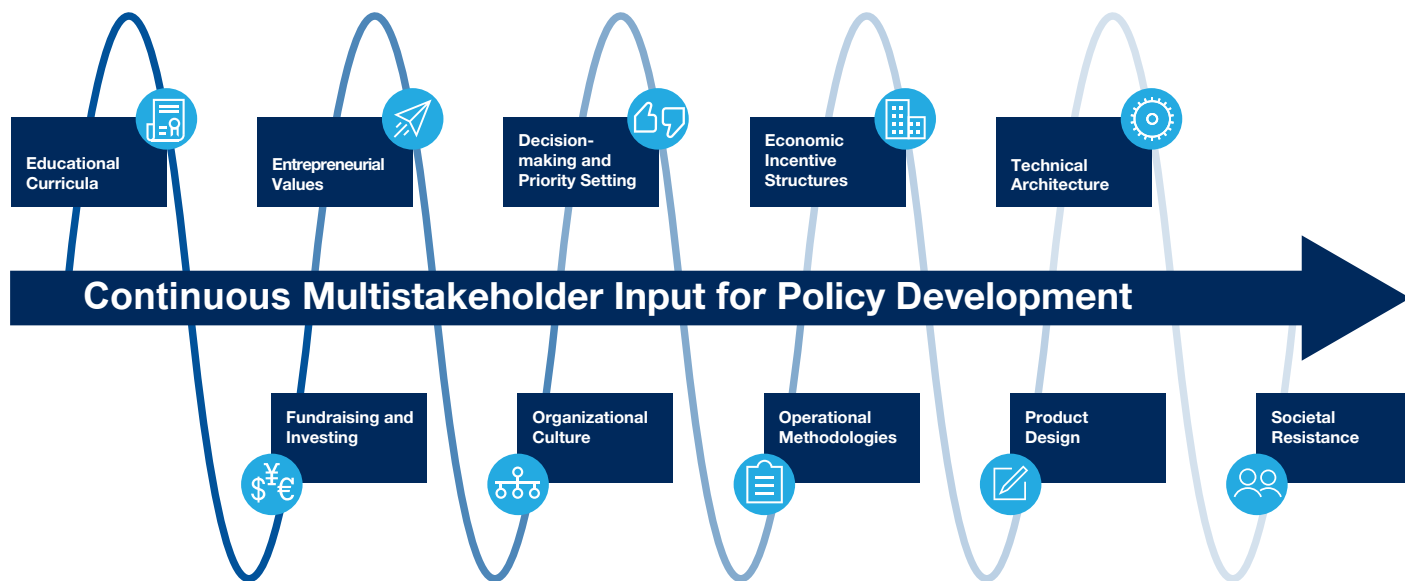 Educational
Curricula
Entrepreneurial
Values
Decision-
making and
Priority Setting
Economic
Incentive
Structures
Technical
Architecture
Continuous Multistakeholder Input for Policy Development
Fundraising and
Investing
$¥€
Organizational
Culture
Operational
Methodologies
Product
Design
Societal
Resistance